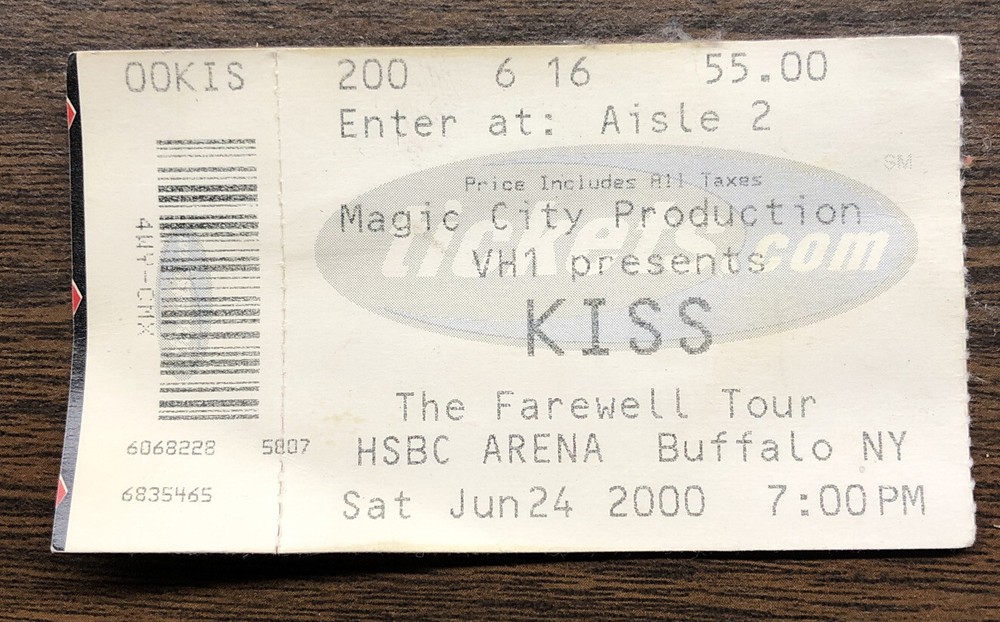 OOKIS
4WY-CMX
6068228 5807
6835465
200 6 16 55.00
Enter at: Aisle 2
SM
Price Includes All Taxes
Magic City Production
tickets.com
VH1 presents
KISS
The Farewell Tour
HSBC ARENA Buffalo NY
Sat Jun24 2000 7:00PM